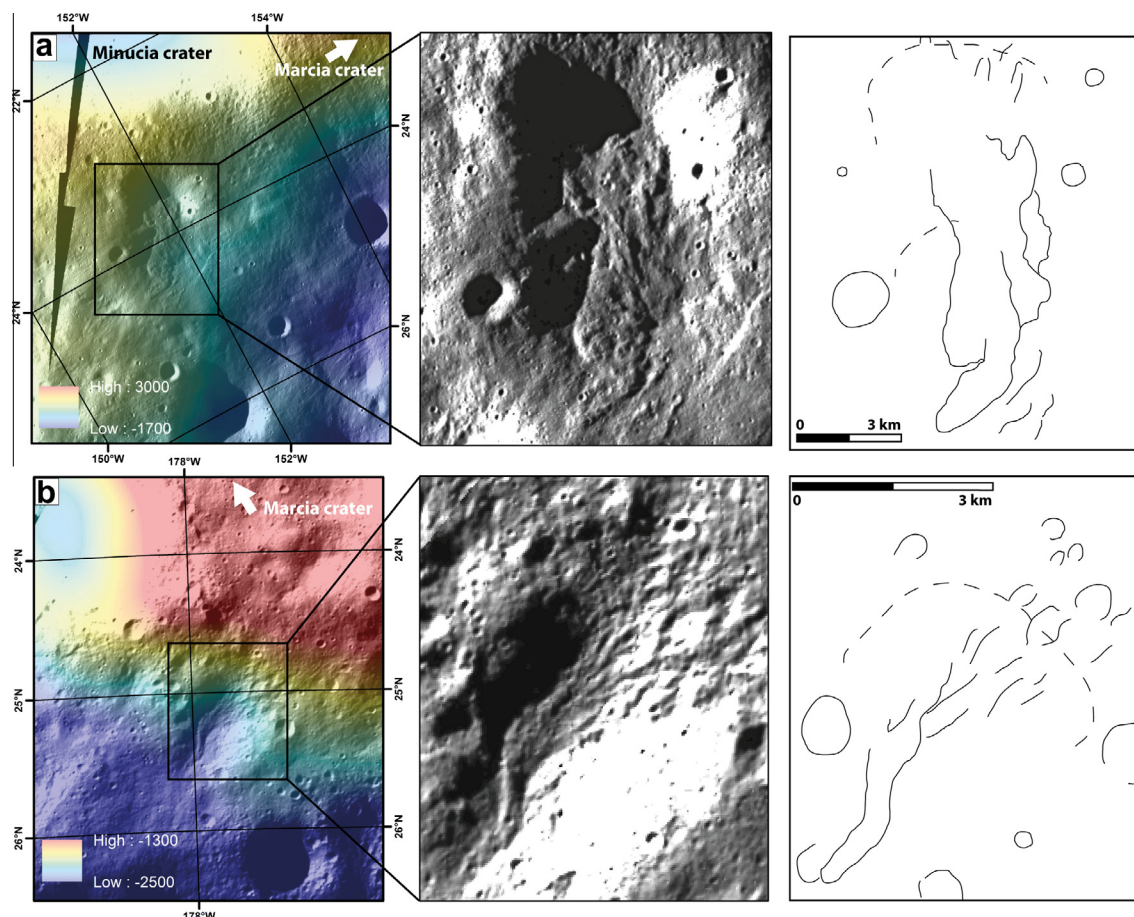 152°W
154°W
a
Minucia crater
Marcia crater
22°N
24°N
24°N
26°N
High : 3000
Low : -1700
150°W
152°W
0
3 km
178°W
b
Marcia crater
24°N
24°N
25°N
25°N
26°N
26°N
High : -1300
Low : -2500
178°W
0
3 km